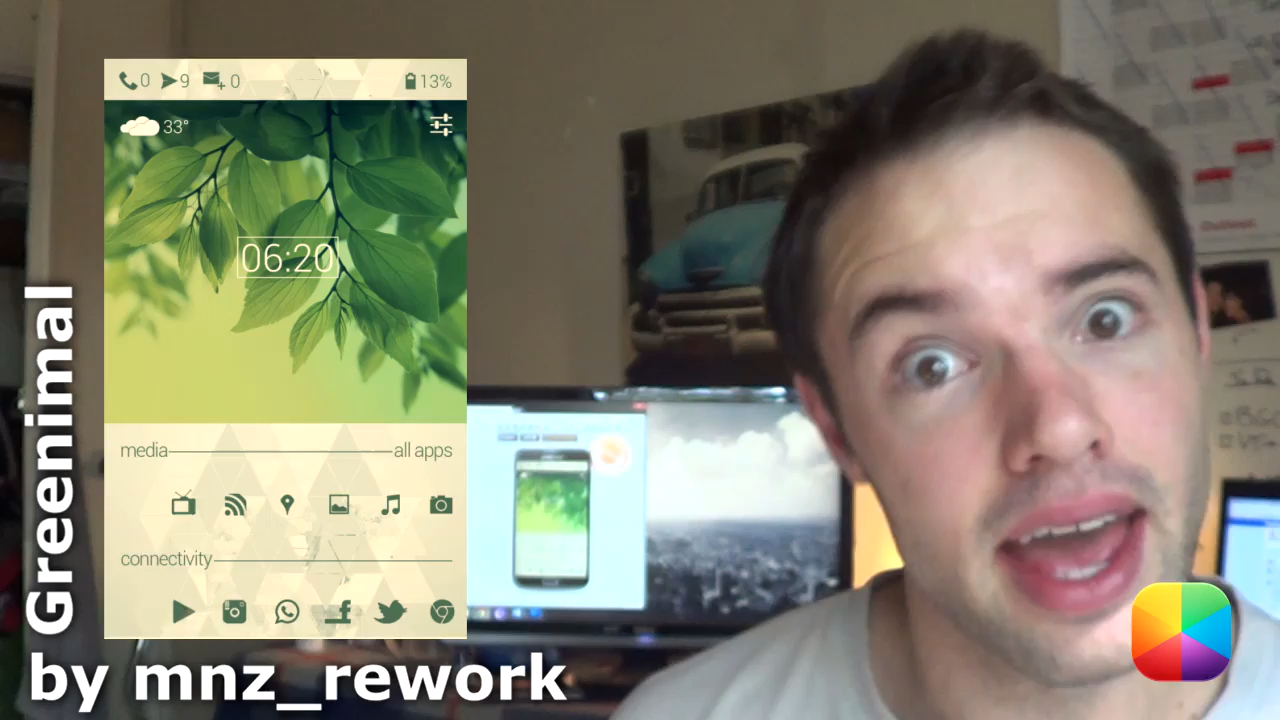 0 9 0 13%
33°
06:20
media all apps
connectivity
Greenimal
by mnz_rework